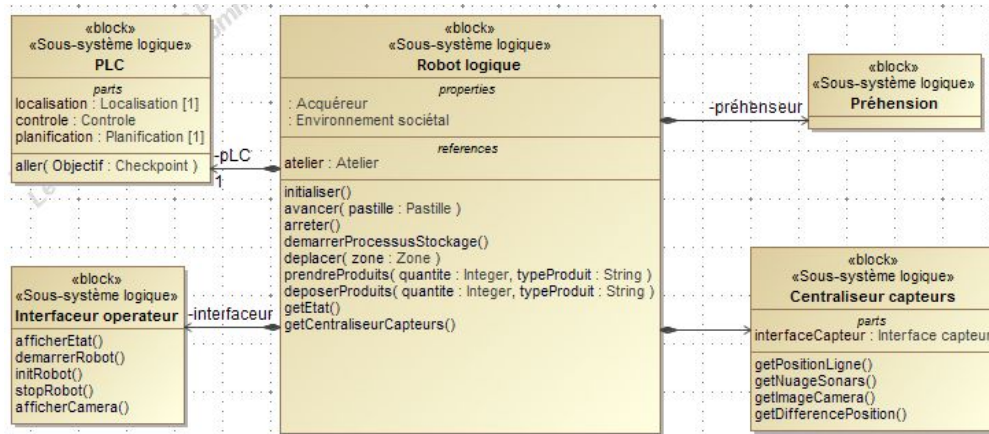 «block»
«Sous-système logique»
PLC
parts
localisation : Localisation [1]
controle : Controle
planification : Planification [1]
aller( Objectif : Checkpoint )
-pLC
1
«block»
«Sous-système logique»
Interfaceur operateur
afficherEtat()
demarrerRobot()
initRobot()
stopRobot()
afficherCamera()
-interfaceur
«block»
«Sous-système logique»
Robot logique
properties
: Acquéreur
: Environnement sociétal
references
atelier : Atelier
initialiser()
avancer( pastille : Pastille )
arreter()
demarrerProcessusStockage()
deplacer( zone : Zone )
prendreProduits( quantite : Integer, typeProduit : String )
deposerProduits( quantite : Integer, typeProduit : String )
getEtat()
getCentraliseurCapteurs()
-préhenseur
«block»
«Sous-système logique»
Préhension
«block»
«Sous-système logique»
Centraliseur capteurs
parts
interfaceCapteur : Interface capteur
getPositionLigne()
getNuageSonars()
getImageCamera()
getDifferencePosition()